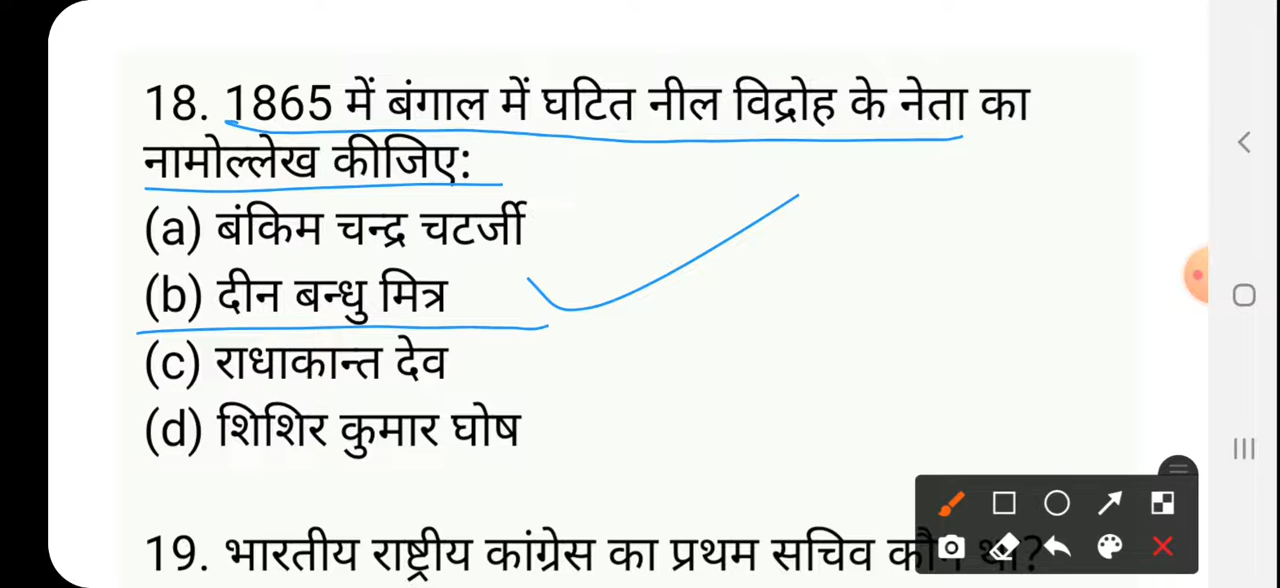 18. 1865 में बंगाल में घटित नील विद्रोह के नेता का
नामोल्लेख कीजिए:
(a) बंकिम चन्द्र चटर्जी
(b) दीन बन्धु मित्र
(c) राधाकान्त देव
(d) शिशिर कुमार घोष
19. भारतीय राष्ट्रीय कांग्रेस का प्रथम सचिव कौन था?